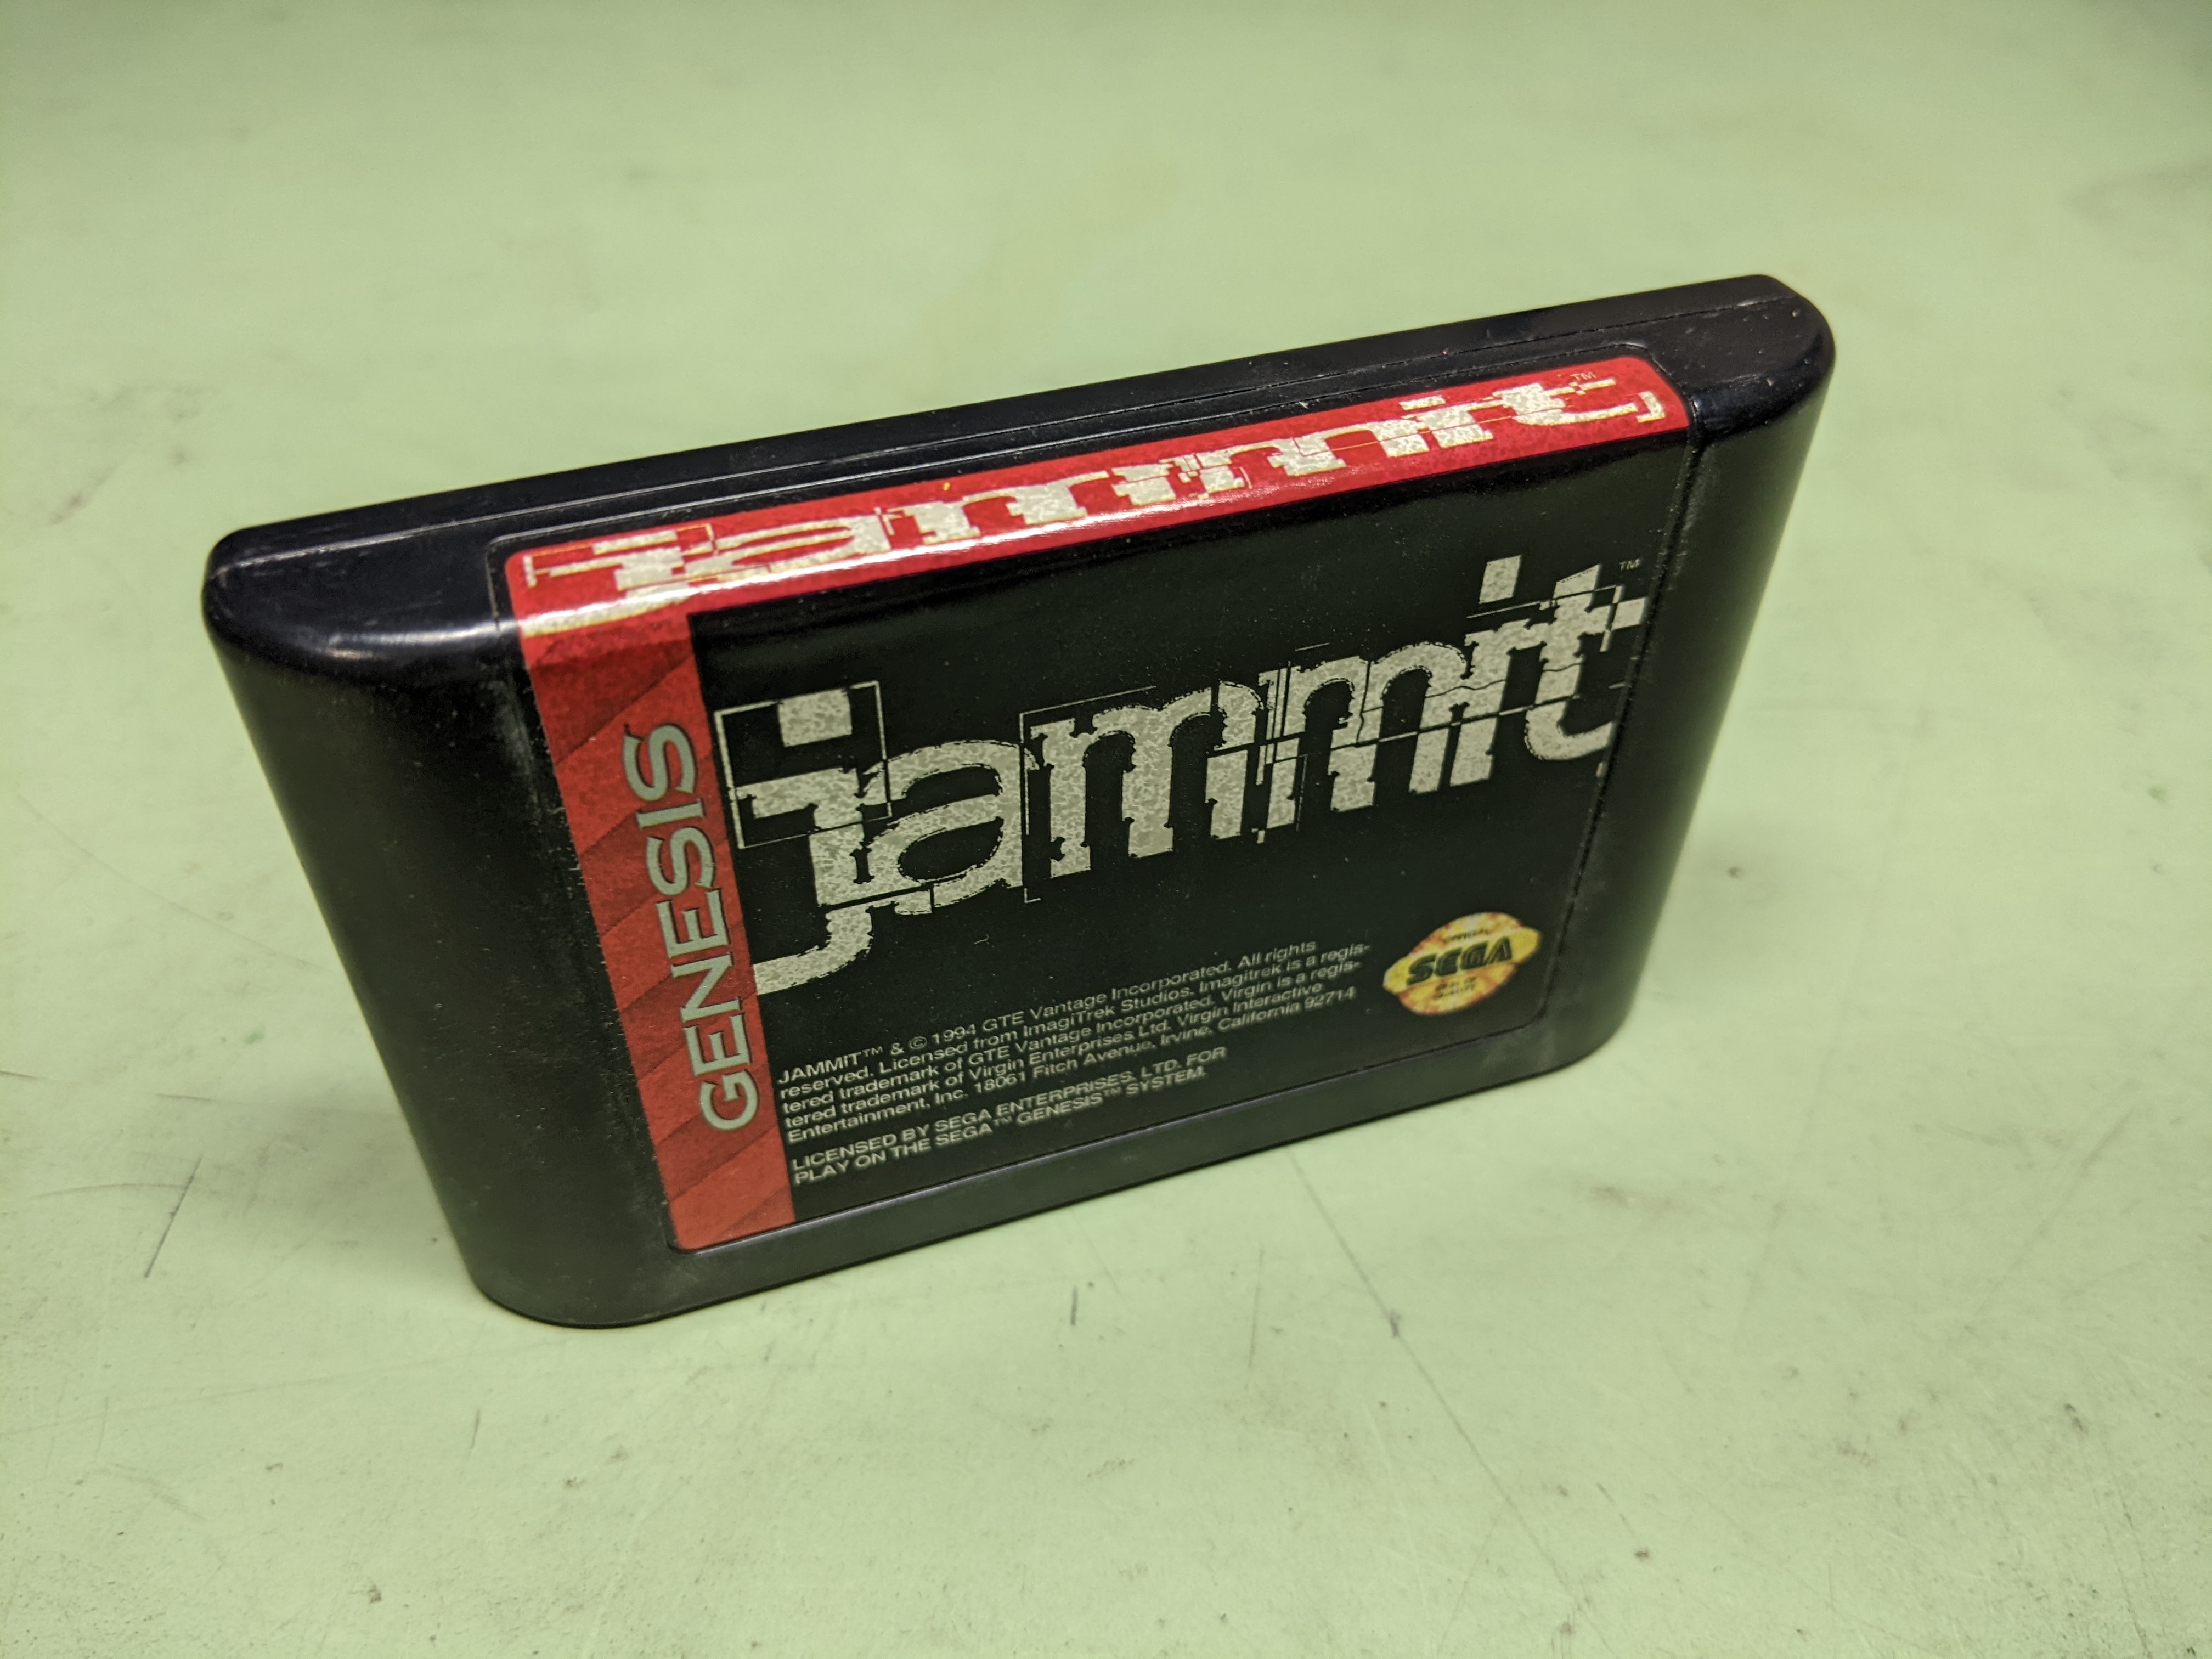 jammit™
jammit™
GENESIS
JAMMIT™ & © 1994 GTE Vantage Incorporated. All rights
reserved. Licensed from ImagiTrek Studios. Imagitrek is a regis-
tered trademark of GTE Vantage Incorporated. Virgin is a regis-
tered trademark of Virgin Enterprises Ltd. Virgin Interactive
Entertainment, Inc. 18061 Fitch Avenue, Irvine, California 92714
LICENSED BY SEGA ENTERPRISES, LTD. FOR
PLAY ON THE SEGA™ GENESIS™ SYSTEM.
SEGA